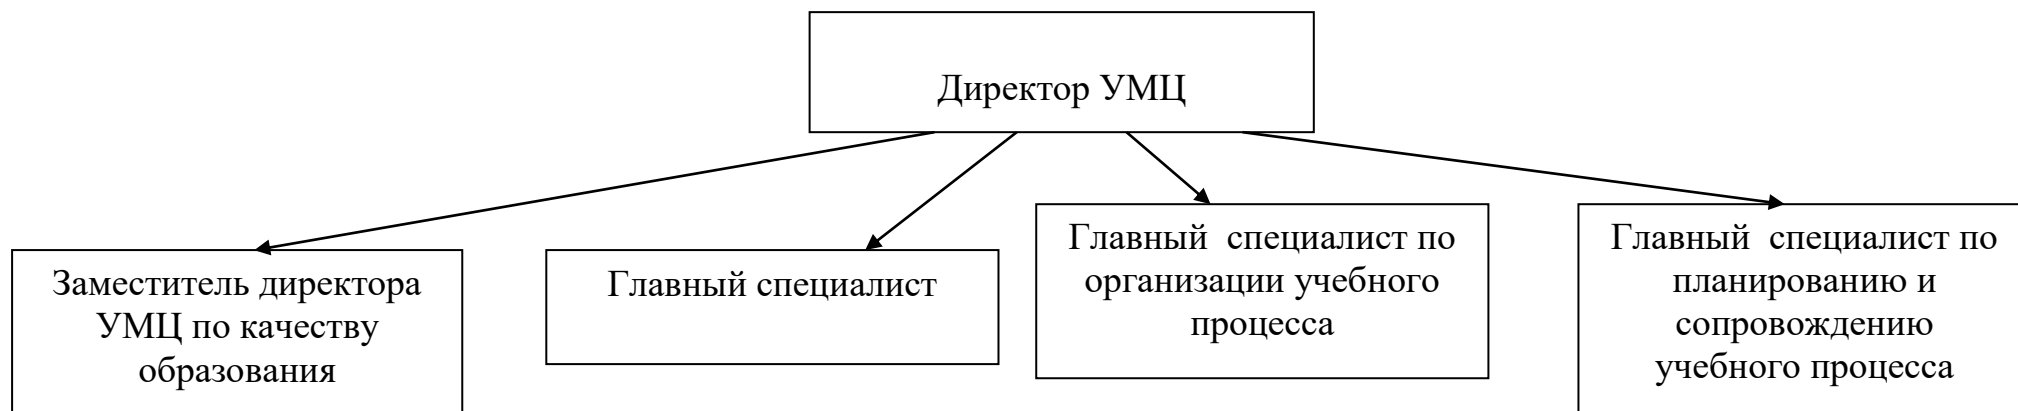 Директор УМЦ
Заместитель директора
УМЦ по качеству
образования
Главный специалист
Главный  специалист по
организации учебного
процесса
Главный  специалист по
планированию и
сопровождению
учебного процесса